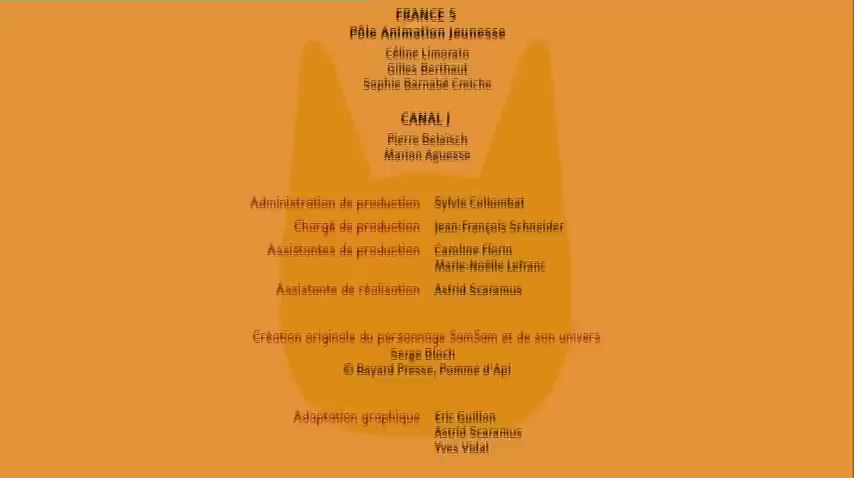 FRANCE 5
Pôle Animation Jeunesse
Céline Limorato
Gilles Berthaut
Sophie Barnabé Creiche
CANAL J
Pierre Belaïsch
Marion Aguesse
Administration de production Sylvie Collombat
Chargé de production Jean-François Schneider
Assistantes de production Caroline Florin
Marie-Noëlle Lefranc
Assistante de réalisation Astrid Scaramus
Création originale du personnage SamSam et de son univers
Serge Bloch
© Bayard Presse, Pomme d'Api
Adaptation graphique Eric Guillon
Astrid Scaramus
Yves Vidal